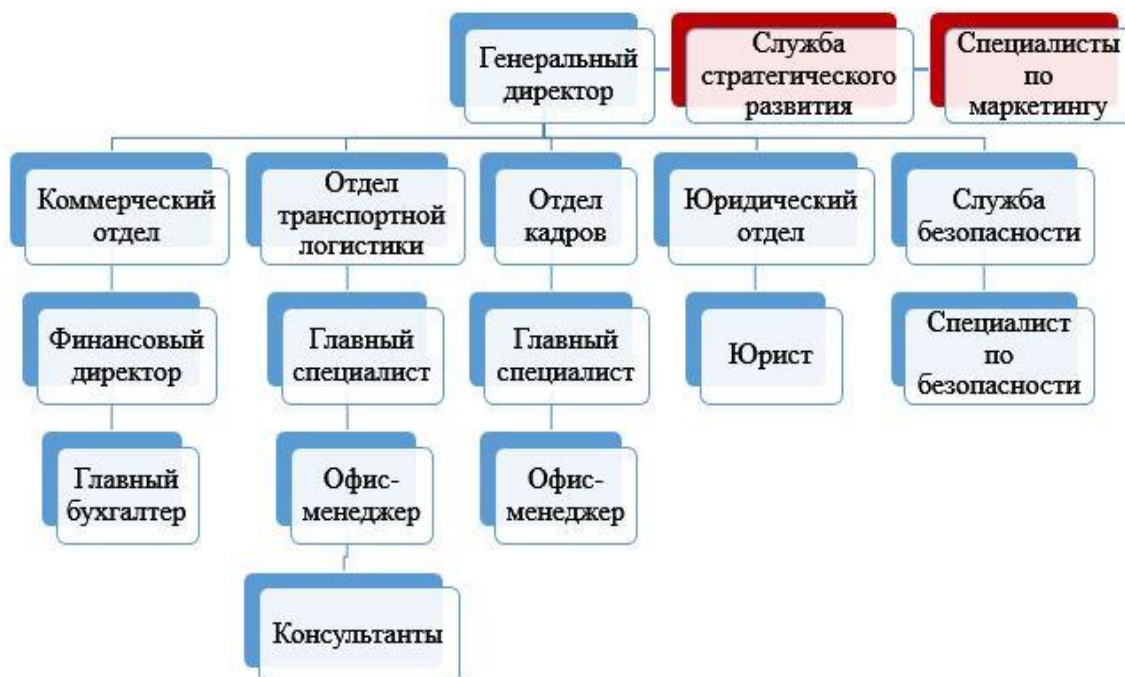 Генеральный
директор
Служба
стратегического
развития
Специалисты
по
маркетингу
Коммерческий
отдел
Отдел
транспортной
логистики
Отдел
кадров
Юридический
отдел
Служба
безопасности
Финансовый
директор
Главный
специалист
Главный
специалист
Юрист
Специалист
по
безопасности
Главный
бухгалтер
Офис-
менеджер
Офис-
менеджер
Консультанты